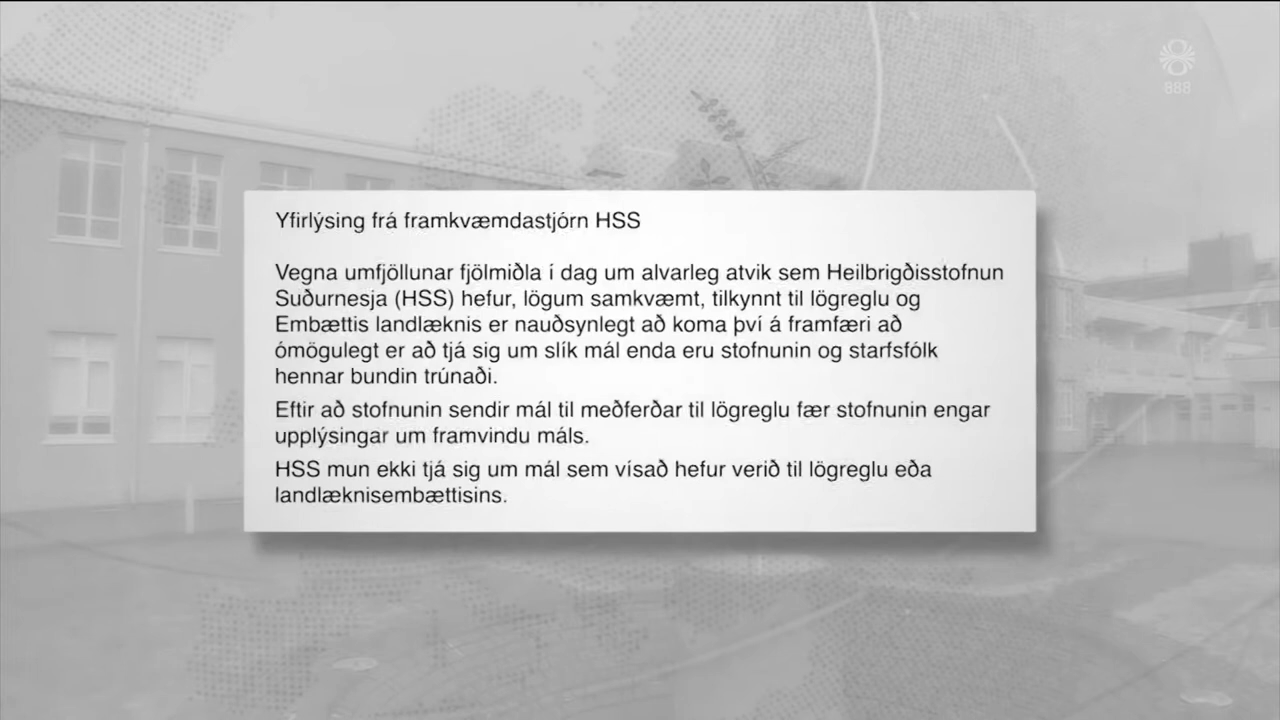 888
Yfirlýsing frá framkvæmdastjórn HSS
Vegna umfjöllunar fjölmiðla í dag um alvarleg atvik sem Heilbrigðisstofnun
Suðurnesja (HSS) hefur, lögum samkvæmt, tilkynnt til lögreglu og
Embættis landlæknis er nauðsynlegt að koma því á framfæri að
ómögulegt er að tjá sig um slík mál enda eru stofnunin og starfsfólk
hennar bundin trúnaði.
Eftir að stofnunin sendir mál til meðferðar til lögreglu fær stofnunin engar
upplýsingar um framvindu máls.
HSS mun ekki tjá sig um mál sem vísað hefur verið til lögreglu eða
landlæknisembættisins.